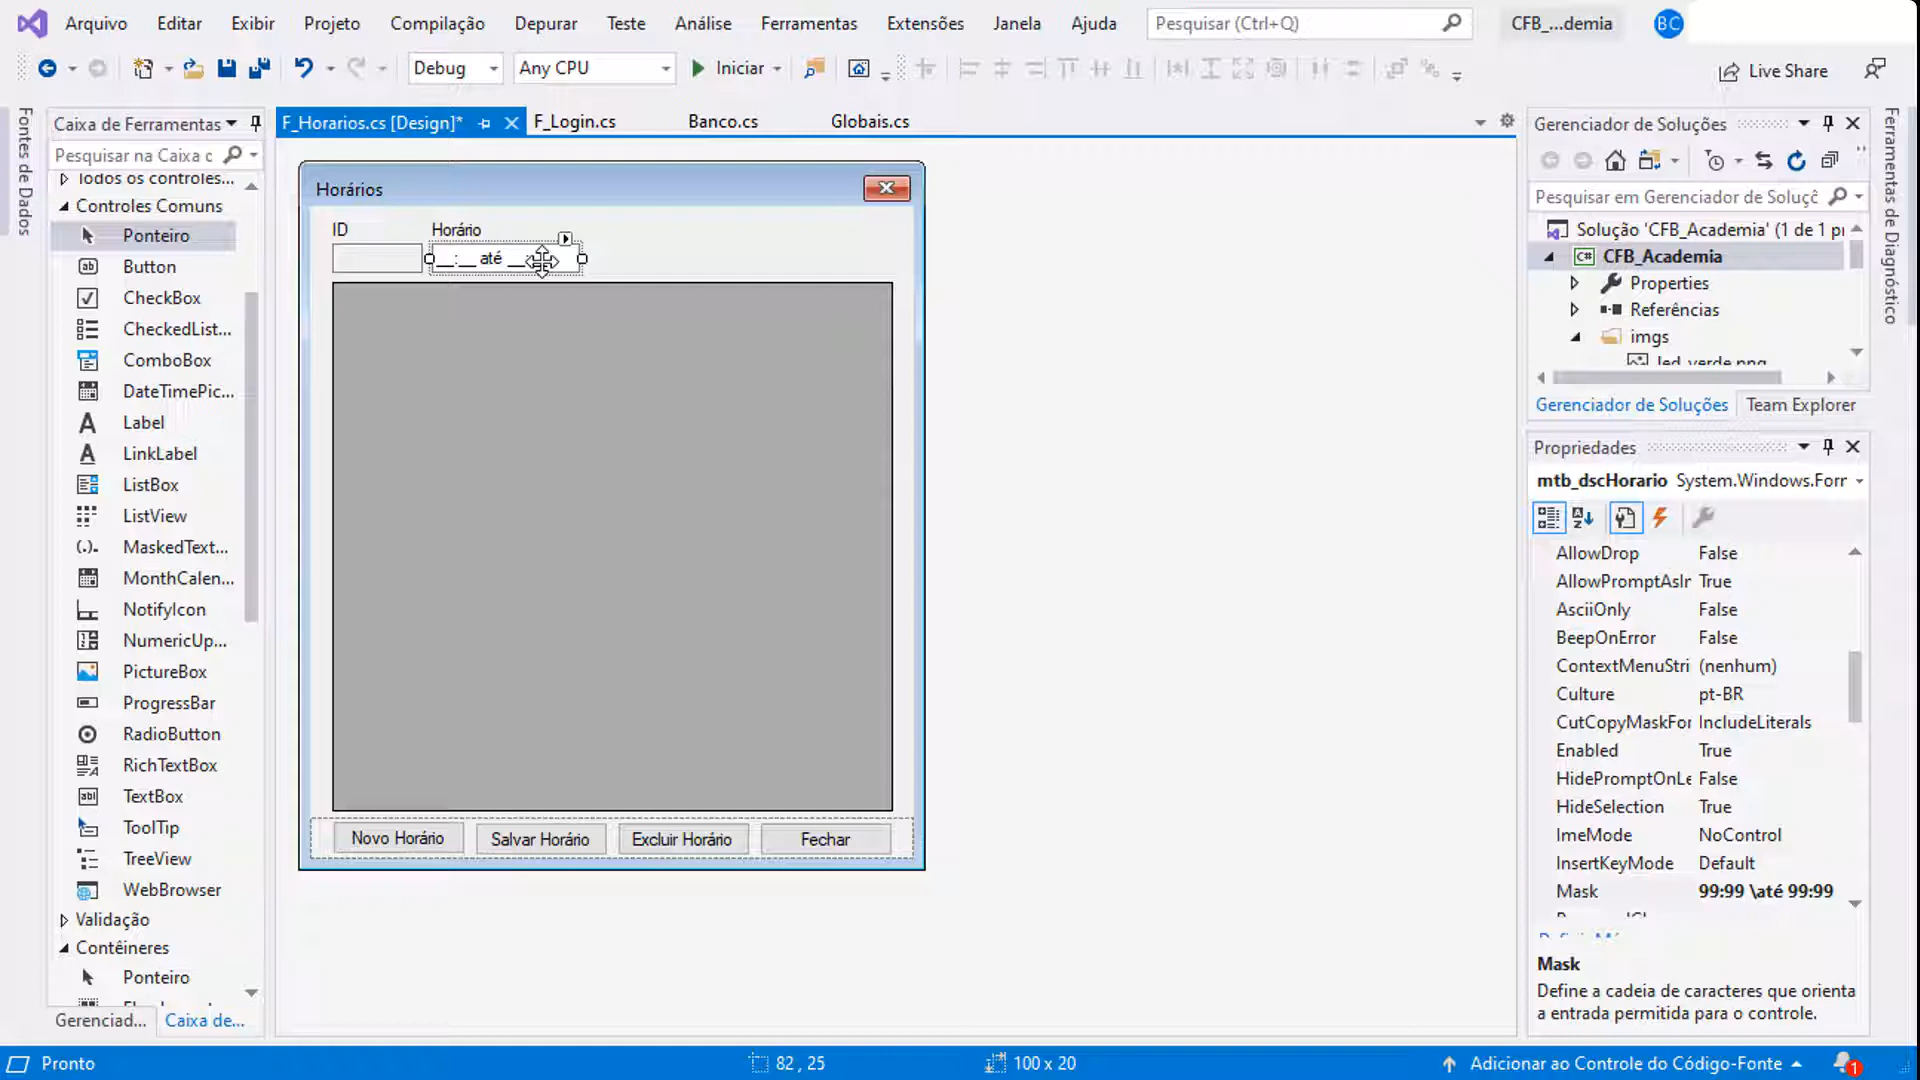 Arquivo Editar Exibir Projeto Compilação Depurar Teste Análise Ferramentas Extensões Janela Ajuda Pesquisar (Ctrl+Q) CFB_...demia BC
Debug Any CPU Iniciar Live Share
Fontes de Dados
Caixa de Ferramentas
Pesquisar na Caixa c
Todos os controles...
Controles Comuns
Ponteiro
Button
CheckBox
CheckedList...
ComboBox
DateTimePic...
Label
LinkLabel
ListBox
ListView
MaskedText...
MonthCalen...
NotifyIcon
NumericUp...
PictureBox
ProgressBar
RadioButton
RichTextBox
TextBox
ToolTip
TreeView
WebBrowser
Validação
Contêineres
Ponteiro
Gerenciad... Caixa de...
F_Horarios.cs [Design]* F_Login.cs Banco.cs Globais.cs
Horários
ID Horário
__:__ até __:
Novo Horário Salvar Horário Excluir Horário Fechar
Gerenciador de Soluções
Pesquisar em Gerenciador de Soluçõ
Solução 'CFB_Academia' (1 de 1 pr
C# CFB_Academia
Properties
Referências
imgs
led_verde.png
Gerenciador de Soluções Team Explorer
Ferramentas de Diagnóstico
Propriedades
mtb_dscHorario System.Windows.Forr
AllowDrop False
AllowPromptAsIr True
AsciiOnly False
BeepOnError False
ContextMenuStri (nenhum)
Culture pt-BR
CutCopyMaskFor IncludeLiterals
Enabled True
HidePromptOnLe False
HideSelection True
ImeMode NoControl
InsertKeyMode Default
Mask 99:99 \até 99:99
Mask
Define a cadeia de caracteres que orienta
a entrada permitida para o controle.
Pronto 82 , 25 100 x 20 Adicionar ao Controle do Código-Fonte 1